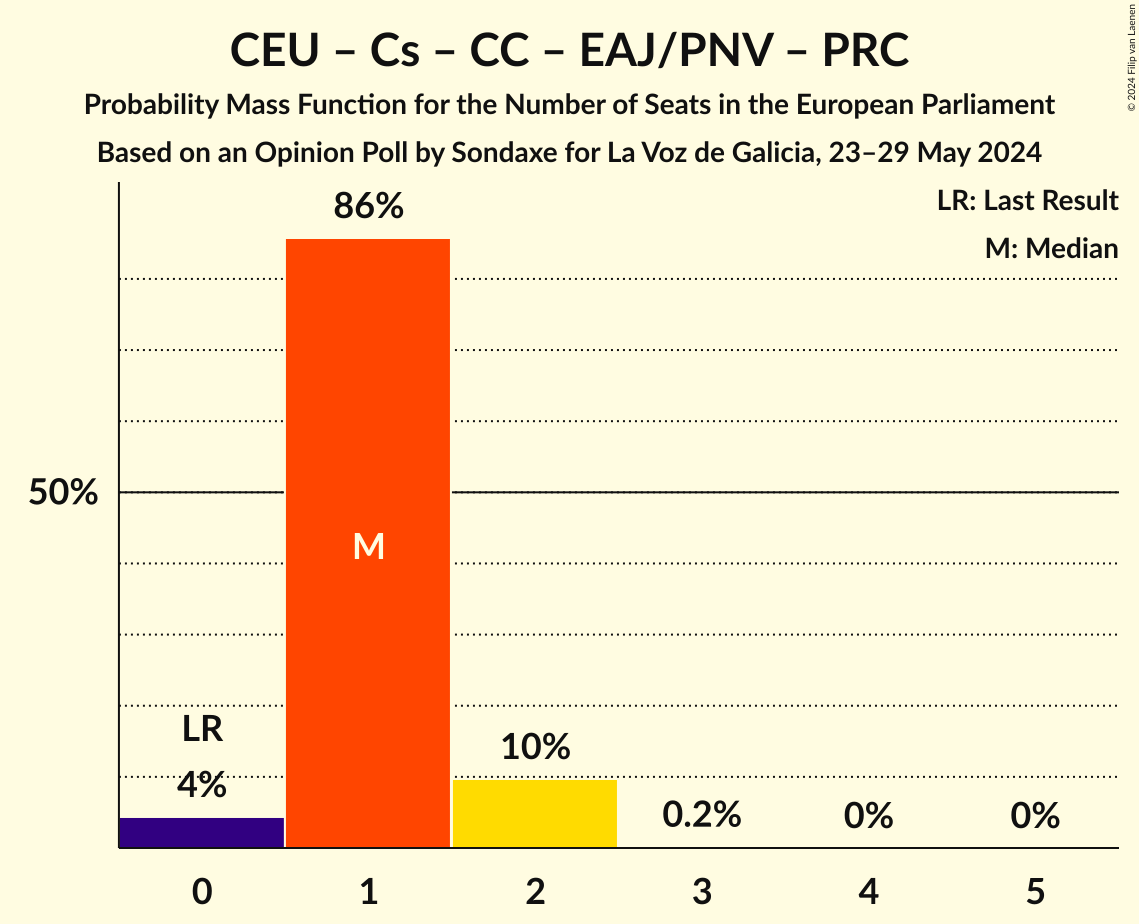 CEU – Cs – CC – EAJ/PNV – PRC
Probability Mass Function for the Number of Seats in the European Parliament
Based on an Opinion Poll by Sondaxe for La Voz de Galicia, 23–29 May 2024
© 2024 Filip van Laenen
LR: Last Result
M: Median
86%
50%
M
LR
4%
10%
0.2%
0%
0%
0 1 2 3 4 5